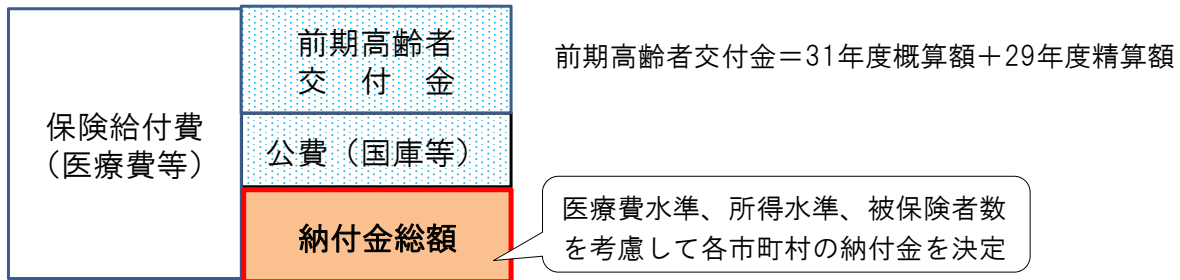 保険給付費
（医療費等）
前期高齢者
交　付　金
公費（国庫等）
納付金総額
前期高齢者交付金＝31年度概算額＋29年度精算額
医療費水準、所得水準、被保険者数
を考慮して各市町村の納付金を決定